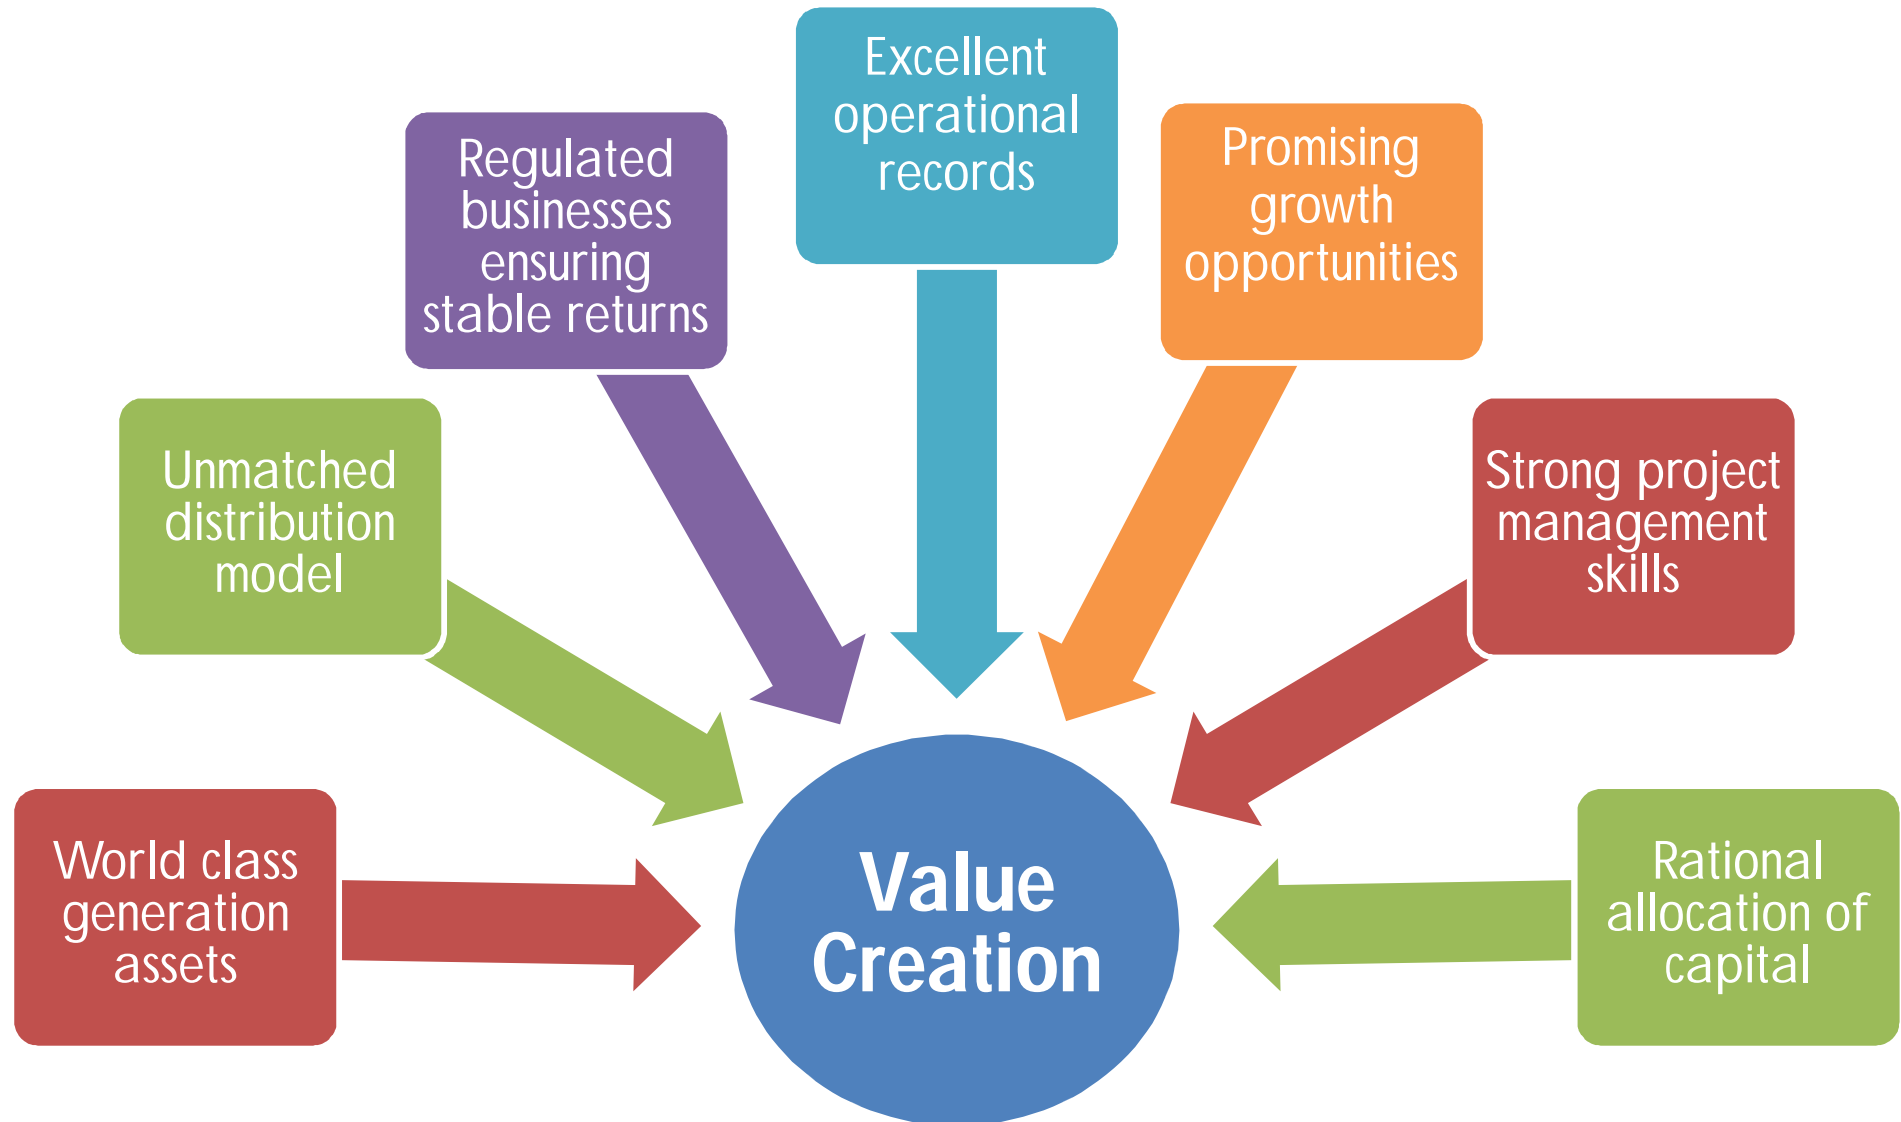 Excellent
operational
records
Regulated
businesses
ensuring
stable returns
Promising
growth
opportunities
Unmatched
distribution
model
Strong project
management
skills
World class
generation
assets
Value
Creation
Rational
allocation of
capital